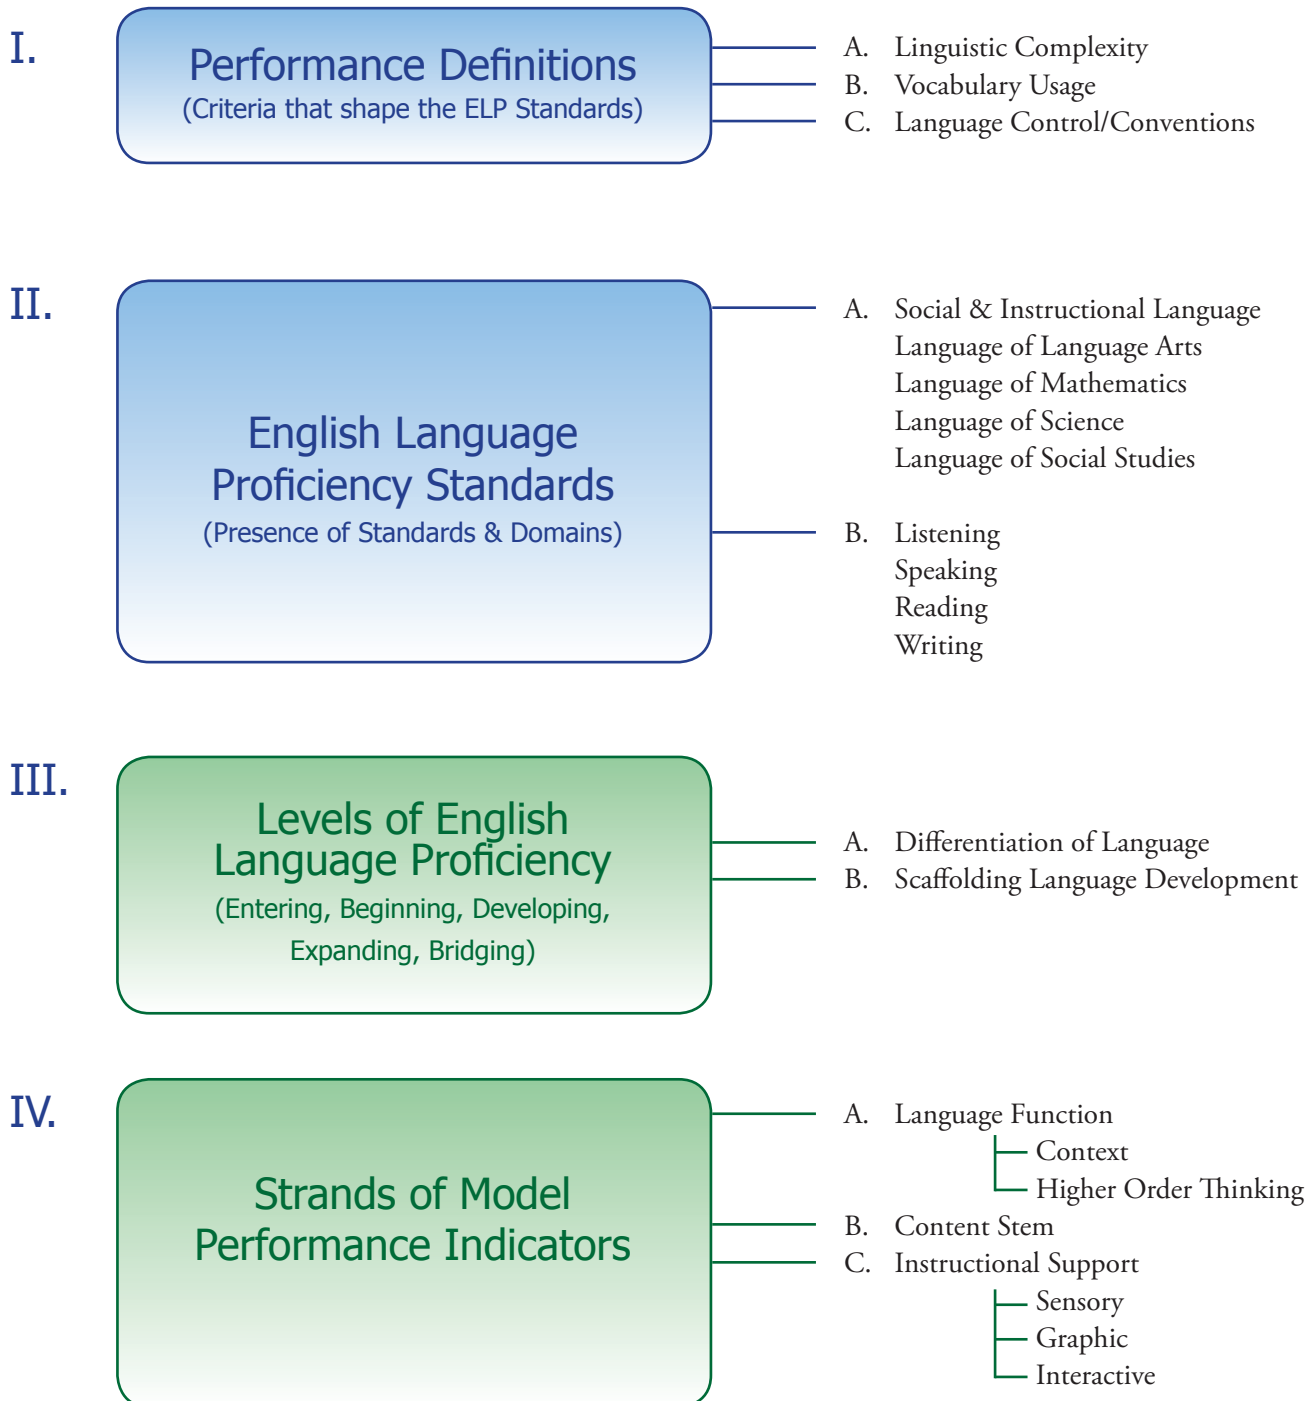 I.
Performance Definitions
(Criteria that shape the ELP Standards)
A. Linguistic Complexity
B. Vocabulary Usage
C. Language Control/Conventions
II.
English Language
Proficiency Standards
(Presence of Standards & Domains)
A. Social & Instructional Language
Language of Language Arts
Language of Mathematics
Language of Science
Language of Social Studies
B. Listening
Speaking
Reading
Writing
III.
Levels of English
Language Proficiency
(Entering, Beginning, Developing,
Expanding, Bridging)
A. Differentiation of Language
B. Scaffolding Language Development
IV.
Strands of Model
Performance Indicators
A. Language Function
Context
Higher Order Thinking
B. Content Stem
C. Instructional Support
Sensory
Graphic
Interactive